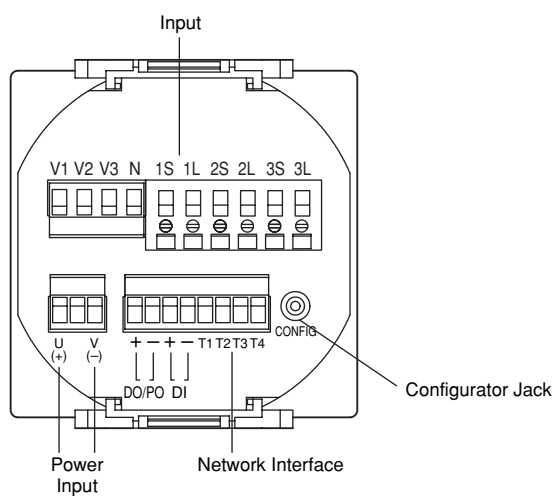 Input
V1 V2 V3 N 1S 1L 2S 2L 3S 3L
U (+)
V (−)
+ − + − T1 T2 T3 T4
CONFIG
DO/PO DI
Configurator Jack
Power
Input
Network Interface